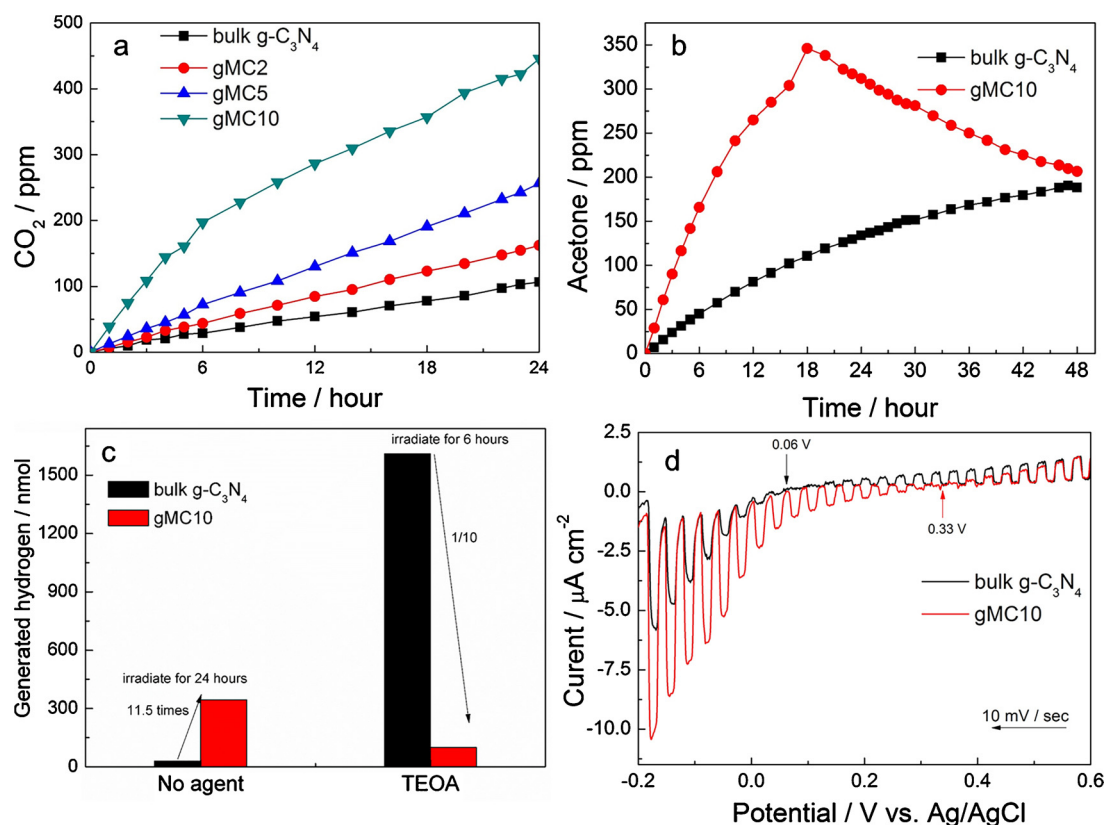 a
bulk g-C₃N₄
gMC2
gMC5
gMC10
500
400
300
200
100
0
CO₂ / ppm
0 6 12 18 24
Time / hour
b
bulk g-C₃N₄
gMC10
350
300
250
200
150
100
50
0
Acetone / ppm
0 6 12 18 24 30 36 42 48
Time / hour
c
bulk g-C₃N₄
gMC10
irradiate for 6 hours
1/10
irradiate for 24 hours
11.5 times
1500
1200
900
600
300
0
Generated hydrogen / nmol
No agent TEOA
d
0.06 V
0.33 V
bulk g-C₃N₄
gMC10
10 mV / sec
2.5
0.0
-2.5
-5.0
-7.5
-10.0
Curent / μA cm⁻²
-0.2 0.0 0.2 0.4 0.6
Potential / V vs. Ag/AgCl